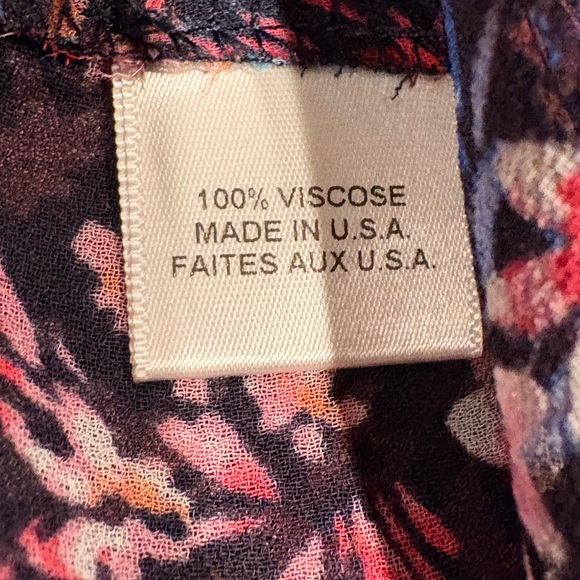 100% VISCOSE
MADE IN U.S.A.
FAITES AUX U.S.A.